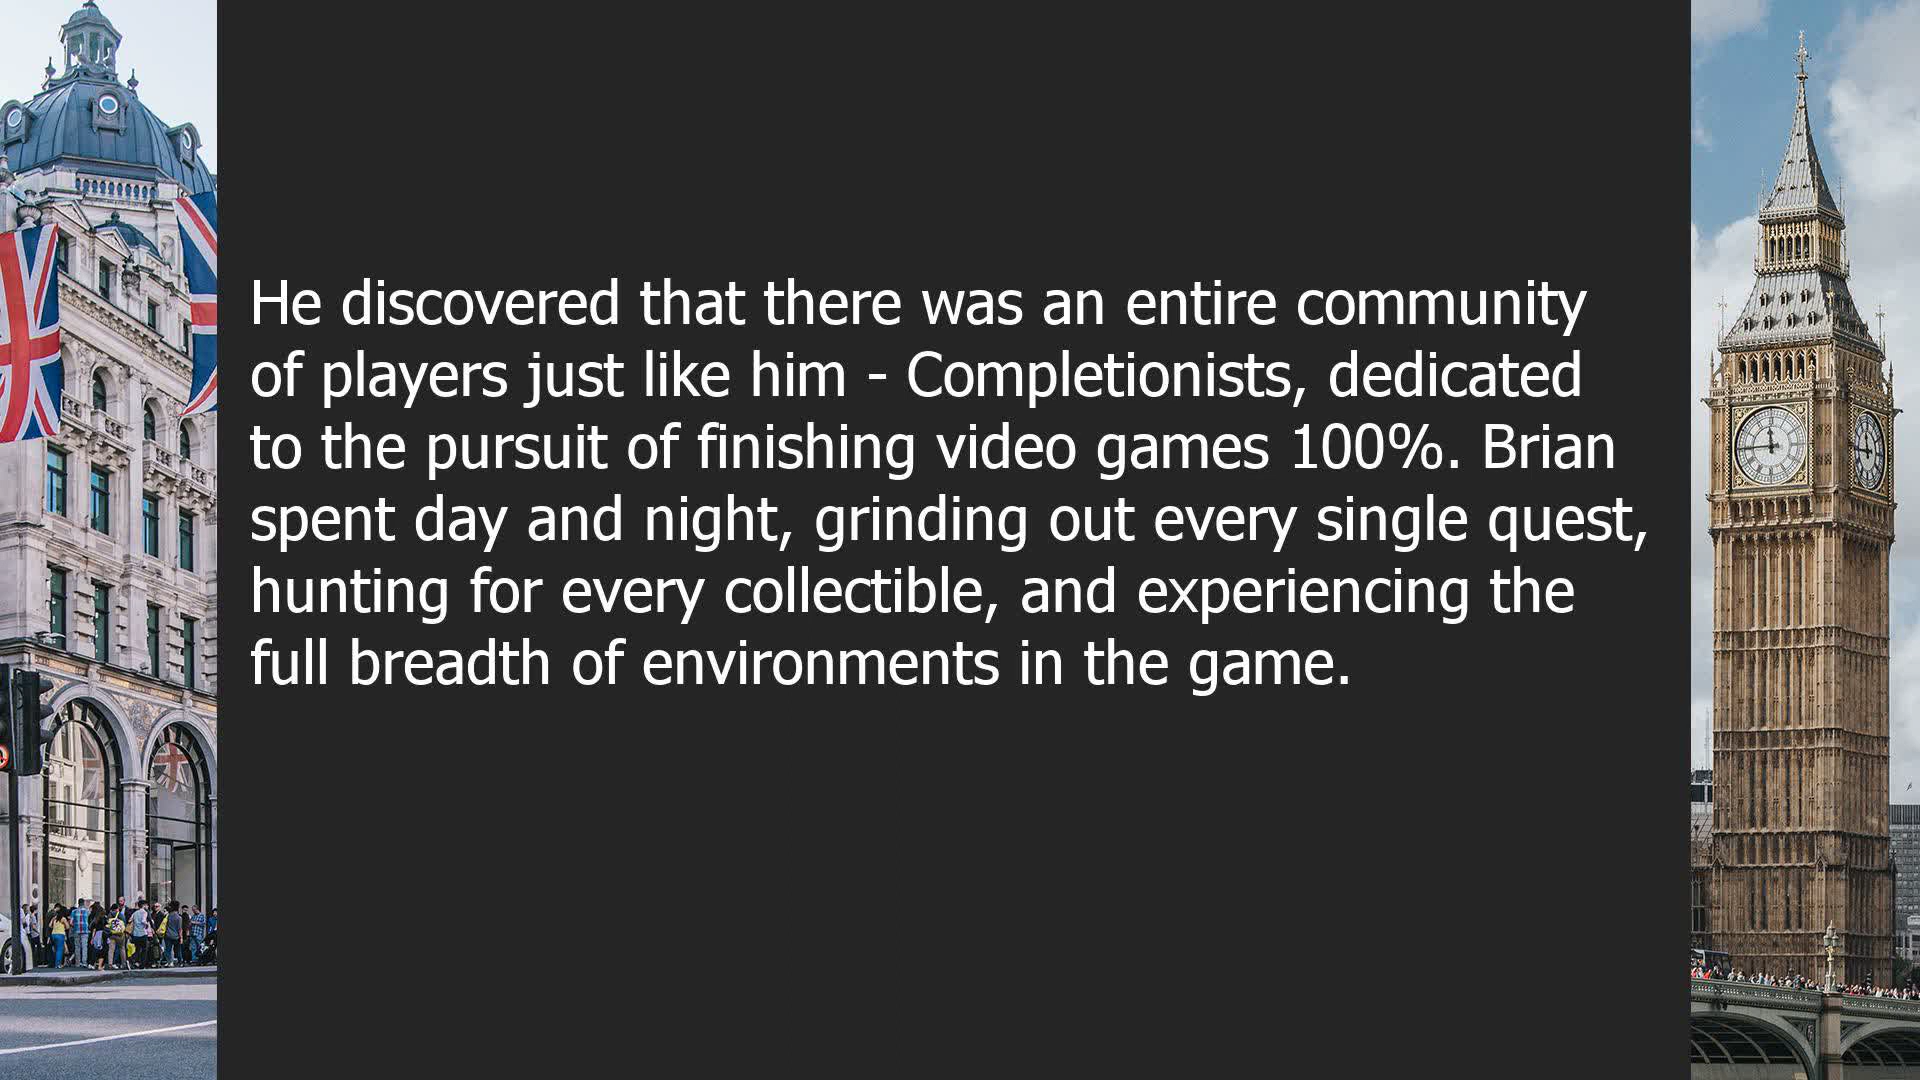 He discovered that there was an entire community
of players just like him - Completionists, dedicated
to the pursuit of finishing video games 100%. Brian
spent day and night, grinding out every single quest,
hunting for every collectible, and experiencing the
full breadth of environments in the game.